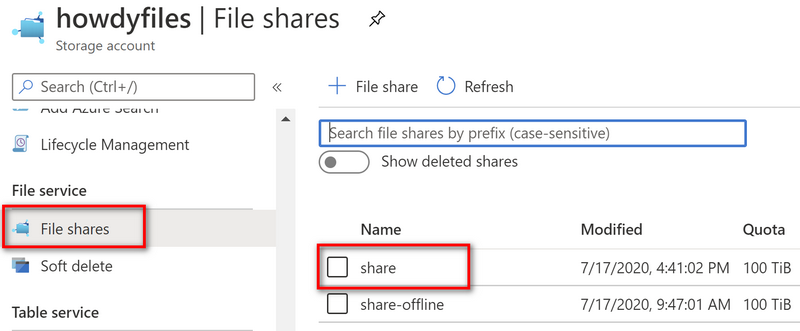 howdyfiles | File shares
Storage account
Search (Ctrl+/)
«
Add Azure Search
Lifecycle Management
File service
File shares
Soft delete
Table service
+ File share
Refresh
Search file shares by prefix (case-sensitive)
Show deleted shares
Name Modified Quota
share 7/17/2020, 4:41:02 PM 100 TiB
share-offline 7/17/2020, 9:47:01 AM 100 TiB